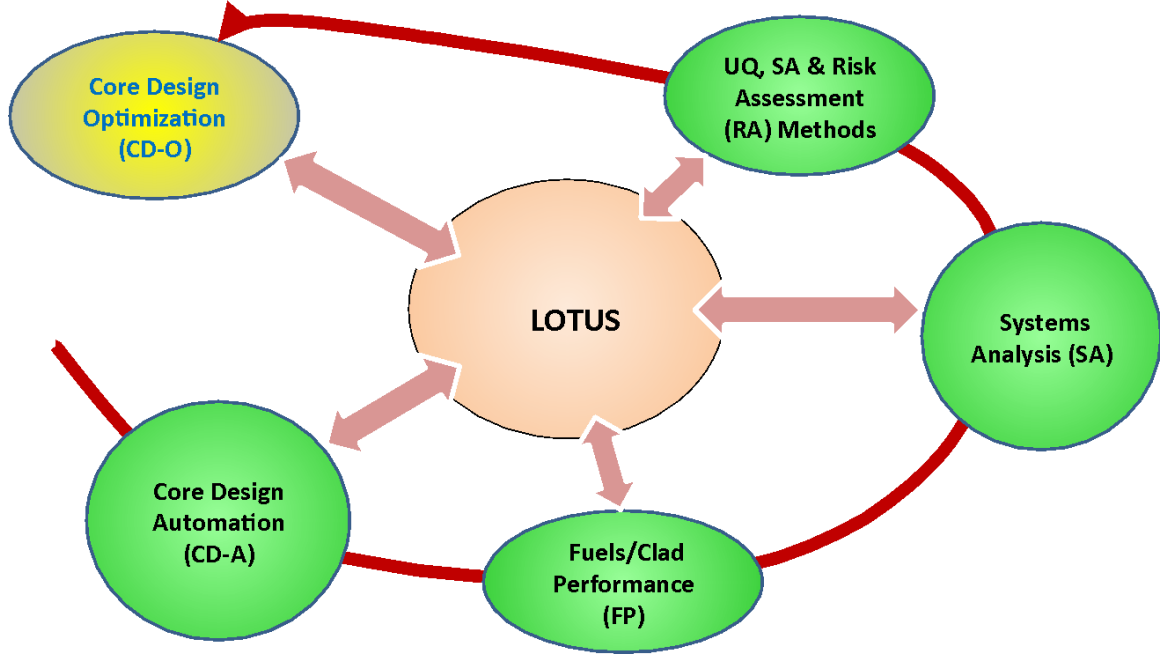 Core Design
Optimization
(CD-O)
UQ, SA & Risk
Assessment
(RA) Methods
LOTUS
Systems
Analysis (SA)
Core Design
Automation
(CD-A)
Fuels/Clad
Performance
(FP)